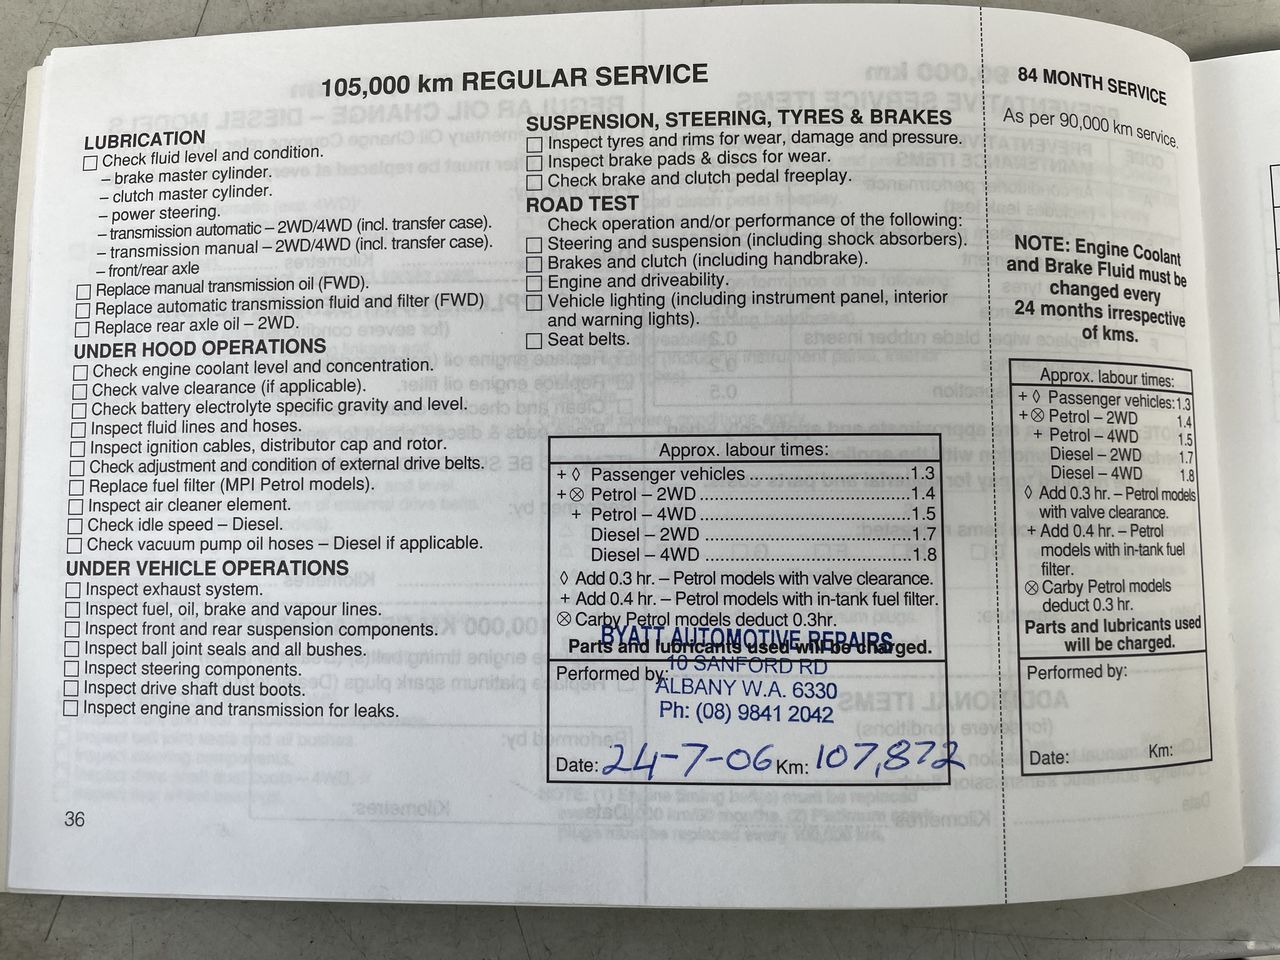 105,000 km REGULAR SERVICE
LUBRICATION
Check fluid level and condition.
– brake master cylinder.
– clutch master cylinder.
– power steering.
– transmission automatic – 2WD/4WD (incl. transfer case).
– transmission manual – 2WD/4WD (incl. transfer case).
– front/rear axle
Replace manual transmission oil (FWD).
Replace automatic transmission fluid and filter (FWD)
Replace rear axle oil – 2WD.
UNDER HOOD OPERATIONS
Check engine coolant level and concentration.
Check valve clearance (if applicable).
Check battery electrolyte specific gravity and level.
Inspect fluid lines and hoses.
Inspect ignition cables, distributor cap and rotor.
Check adjustment and condition of external drive belts.
Replace fuel filter (MPI Petrol models).
Inspect air cleaner element.
Check idle speed – Diesel.
Check vacuum pump oil hoses – Diesel if applicable.
UNDER VEHICLE OPERATIONS
Inspect exhaust system.
Inspect fuel, oil, brake and vapour lines.
Inspect front and rear suspension components.
Inspect ball joint seals and all bushes.
Inspect steering components.
Inspect drive shaft dust boots.
Inspect engine and transmission for leaks.
36
SUSPENSION, STEERING, TYRES & BRAKES
Inspect tyres and rims for wear, damage and pressure.
Inspect brake pads & discs for wear.
Check brake and clutch pedal freeplay.
ROAD TEST
Check operation and/or performance of the following:
Steering and suspension (including shock absorbers).
Brakes and clutch (including handbrake).
Engine and driveability.
Vehicle lighting (including instrument panel, interior
and warning lights).
Seat belts.
Approx. labour times:
+ ◊ Passenger vehicles 1.3
+ ⊗ Petrol – 2WD 1.4
+ Petrol – 4WD 1.5
Diesel – 2WD 1.7
Diesel – 4WD 1.8
◊ Add 0.3 hr. – Petrol models with valve clearance.
+ Add 0.4 hr. – Petrol models with in-tank fuel filter.
⊗ Carby Petrol models deduct 0.3hr.
Parts and lubricants used will be charged.
BYATT AUTOMOTIVE REPAIRS
10 SANFORD RD
ALBANY W.A. 6330
Ph: (08) 9841 2042
Performed by:
Date: 24-7-06 Km: 107,872
84 MONTH SERVICE
As per 90,000 km service.
NOTE: Engine Coolant
and Brake Fluid must be
changed every
24 months irrespective
of kms.
Approx. labour times:
+ ◊ Passenger vehicles: 1.3
+ ⊗ Petrol – 2WD 1.4
+ Petrol – 4WD 1.5
Diesel – 2WD 1.7
Diesel – 4WD 1.8
◊ Add 0.3 hr. – Petrol models
with valve clearance.
+ Add 0.4 hr. – Petrol
models with in-tank fuel
filter.
⊗ Carby Petrol models
deduct 0.3 hr.
Parts and lubricants used
will be charged.
Performed by:
Date: Km: